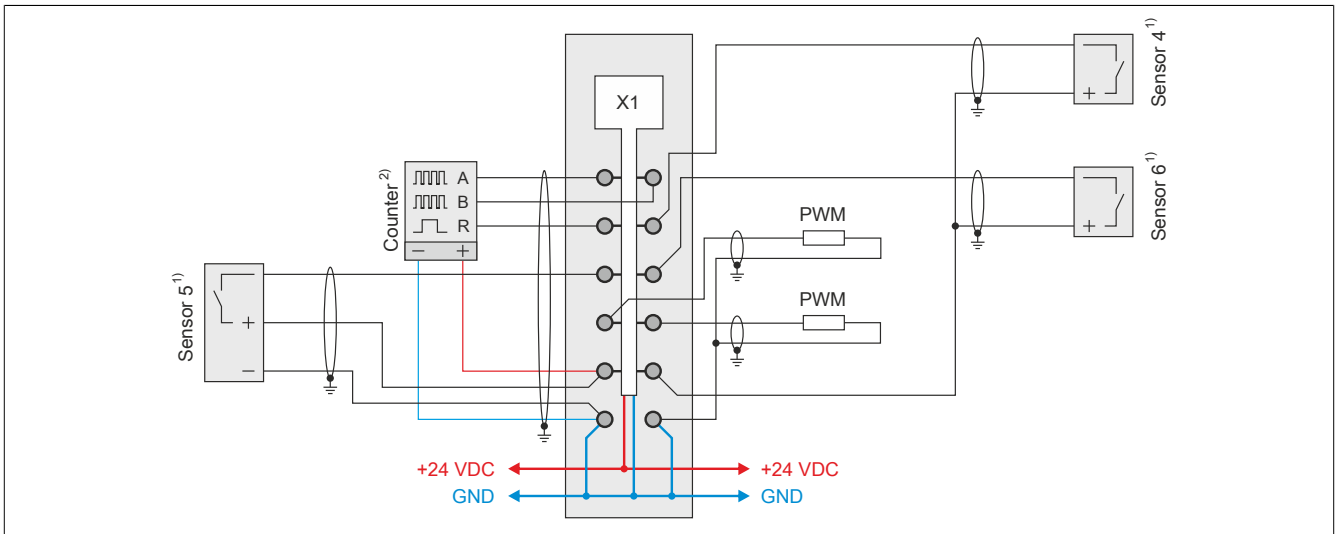 X1
Sensor 4 1)
+
Sensor 6 1)
+
Counter 2)
A
B
R
− +
PWM
PWM
Sensor 5 1)
+
−
+24 VDC
+24 VDC
GND
GND